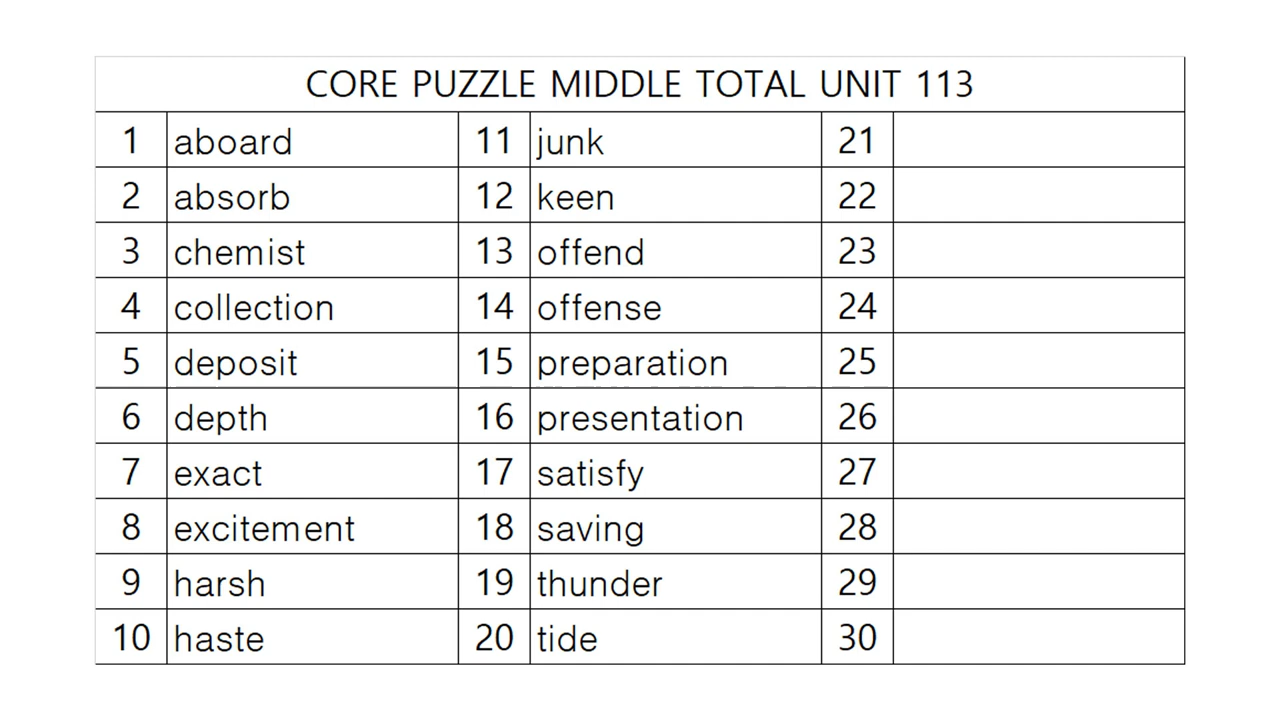 CORE PUZZLE MIDDLE TOTAL UNIT 113
1 aboard 11 junk 21
2 absorb 12 keen 22
3 chemist 13 offend 23
4 collection 14 offense 24
5 deposit 15 preparation 25
6 depth 16 presentation 26
7 exact 17 satisfy 27
8 excitement 18 saving 28
9 harsh 19 thunder 29
10 haste 20 tide 30